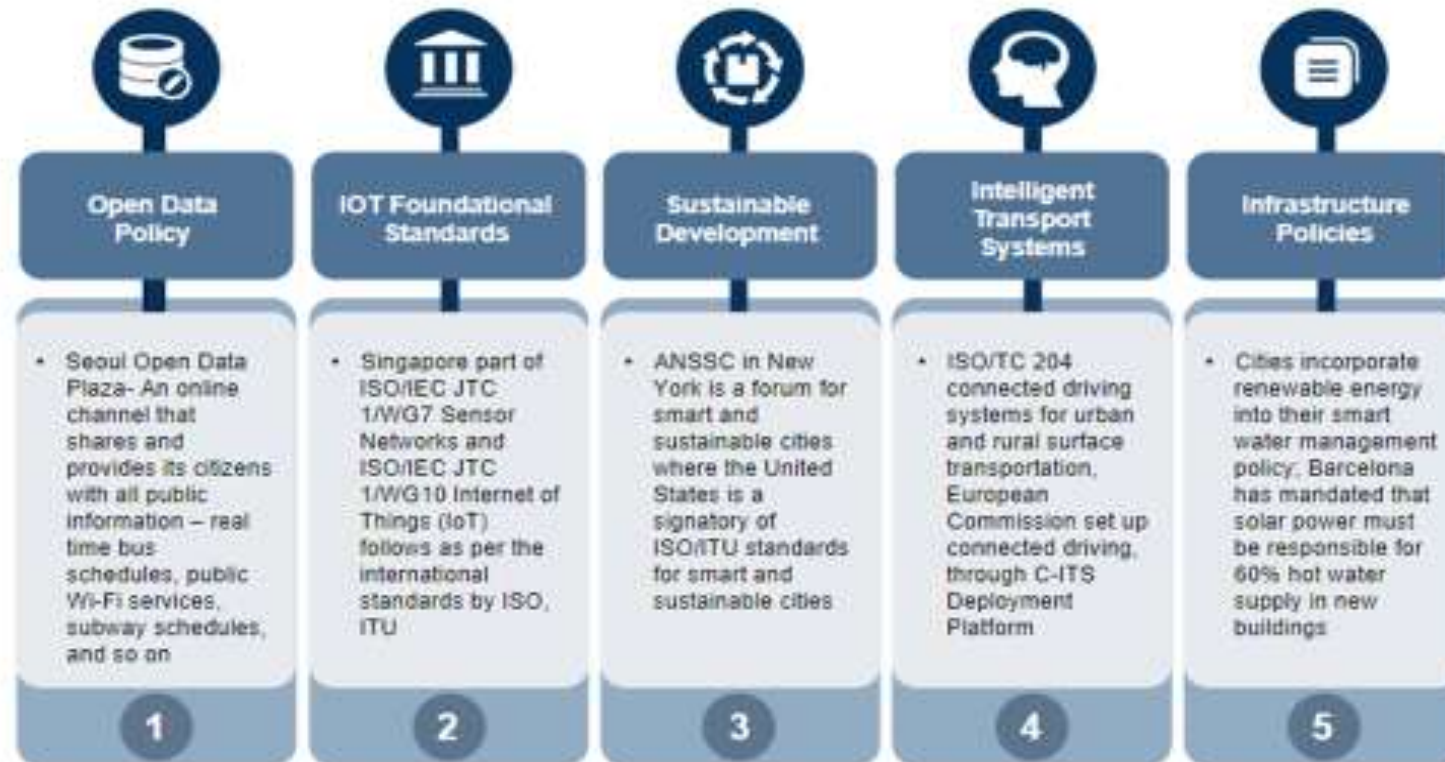 Open Data
Policy
• Seoul Open Data
Plaza- An online
channel that
shares and
provides its citizens
with all public
information – real
time bus
schedules, public
Wi-Fi services,
subway schedules,
and so on
1
IOT Foundational
Standards
• Singapore part of
ISO/IEC JTC
1/WG7 Sensor
Networks and
ISO/IEC JTC
1/WG10 Internet of
Things (IoT)
follows as per the
international
standards by ISO,
ITU
2
Sustainable
Development
• ANSSC in New
York is a forum for
smart and
sustainable cities
where the United
States is a
signatory of
ISO/ITU standards
for smart and
sustainable cities
3
Intelligent
Transport
Systems
• ISO/TC 204
connected driving
systems for urban
and rural surface
transportation,
European
Commission set up
connected driving,
through C-ITS
Deployment
Platform
4
Infrastructure
Policies
• Cities incorporate
renewable energy
into their smart
water management
policy; Barcelona
has mandated that
solar power must
be responsible for
60% hot water
supply in new
buildings
5